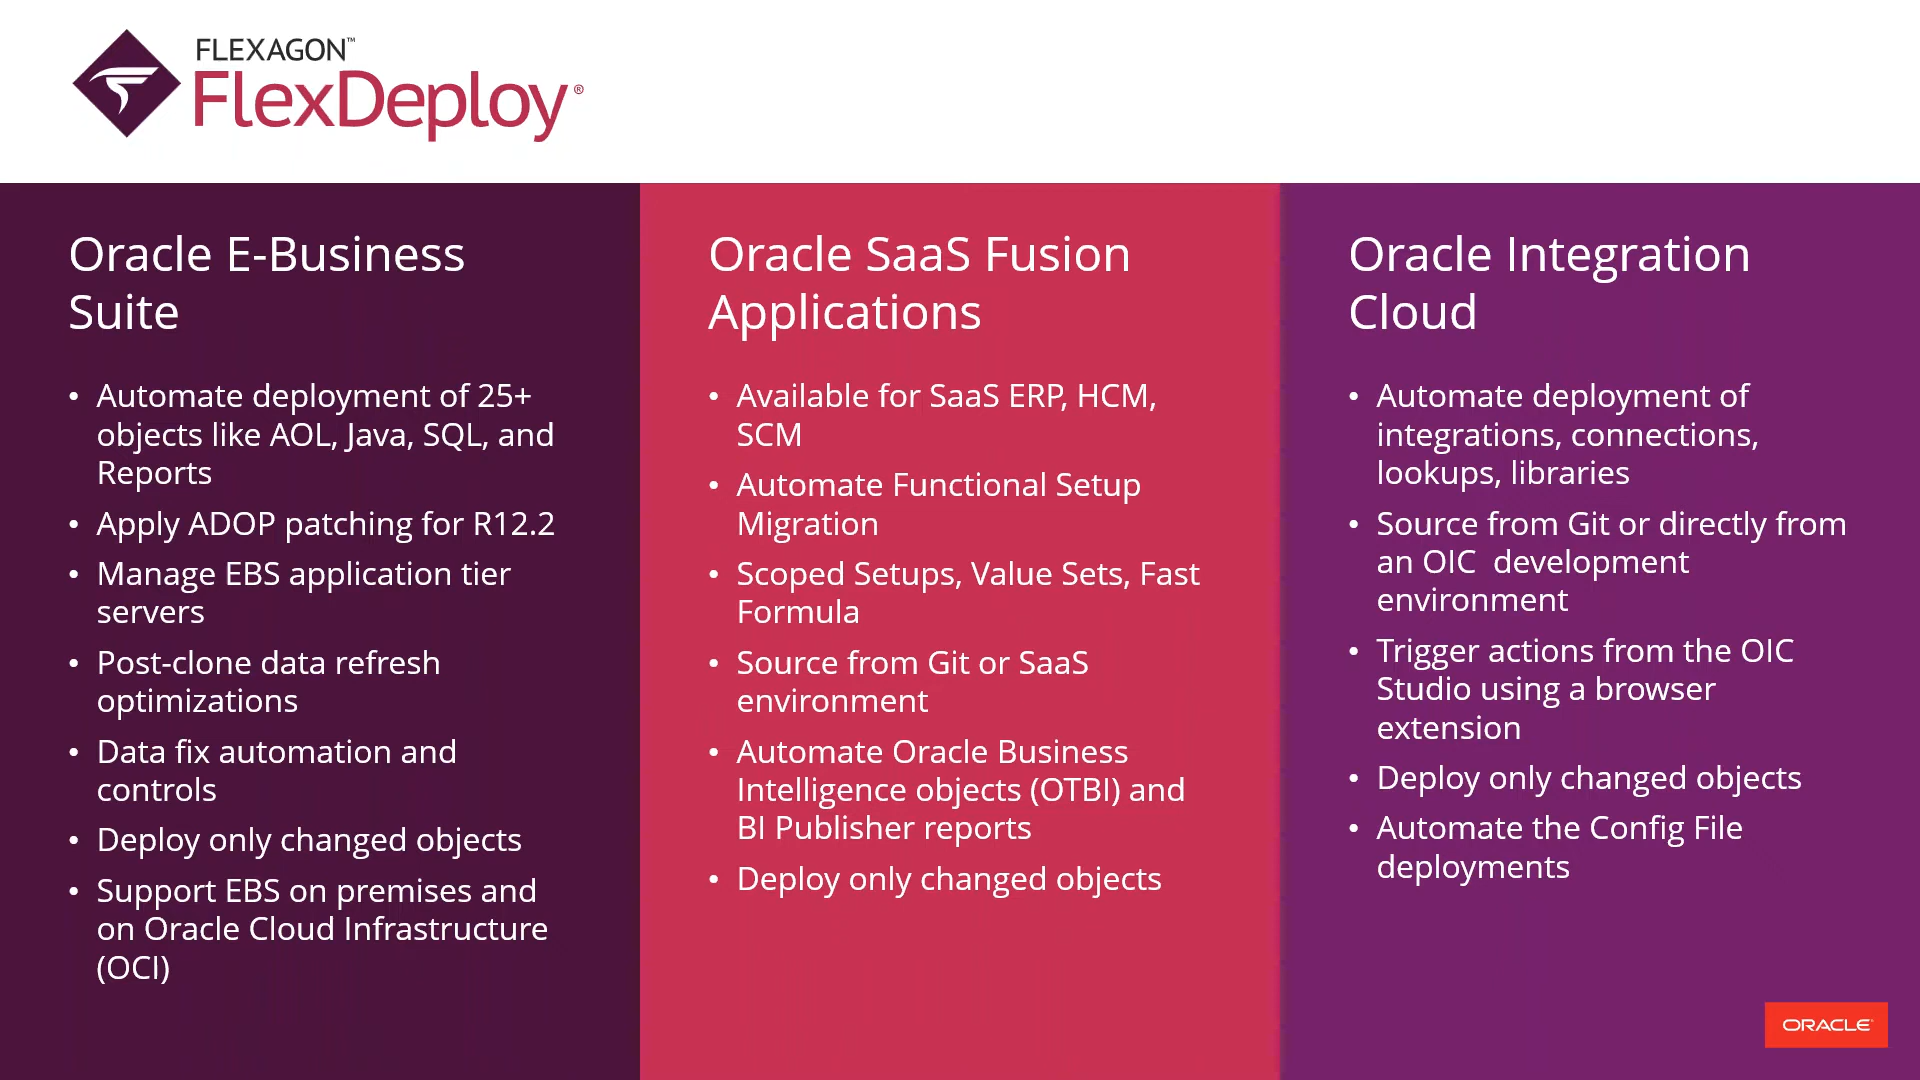 FLEXAGON™
FlexDeploy®
Oracle E-Business
Suite
• Automate deployment of 25+
objects like AOL, Java, SQL, and
Reports
• Apply ADOP patching for R12.2
• Manage EBS application tier
servers
• Post-clone data refresh
optimizations
• Data fix automation and
controls
• Deploy only changed objects
• Support EBS on premises and
on Oracle Cloud Infrastructure
(OCI)
Oracle SaaS Fusion
Applications
• Available for SaaS ERP, HCM,
SCM
• Automate Functional Setup
Migration
• Scoped Setups, Value Sets, Fast
Formula
• Source from Git or SaaS
environment
• Automate Oracle Business
Intelligence objects (OTBI) and
BI Publisher reports
• Deploy only changed objects
Oracle Integration
Cloud
• Automate deployment of
integrations, connections,
lookups, libraries
• Source from Git or directly from
an OIC  development
environment
• Trigger actions from the OIC
Studio using a browser
extension
• Deploy only changed objects
• Automate the Config File
deployments
ORACLE